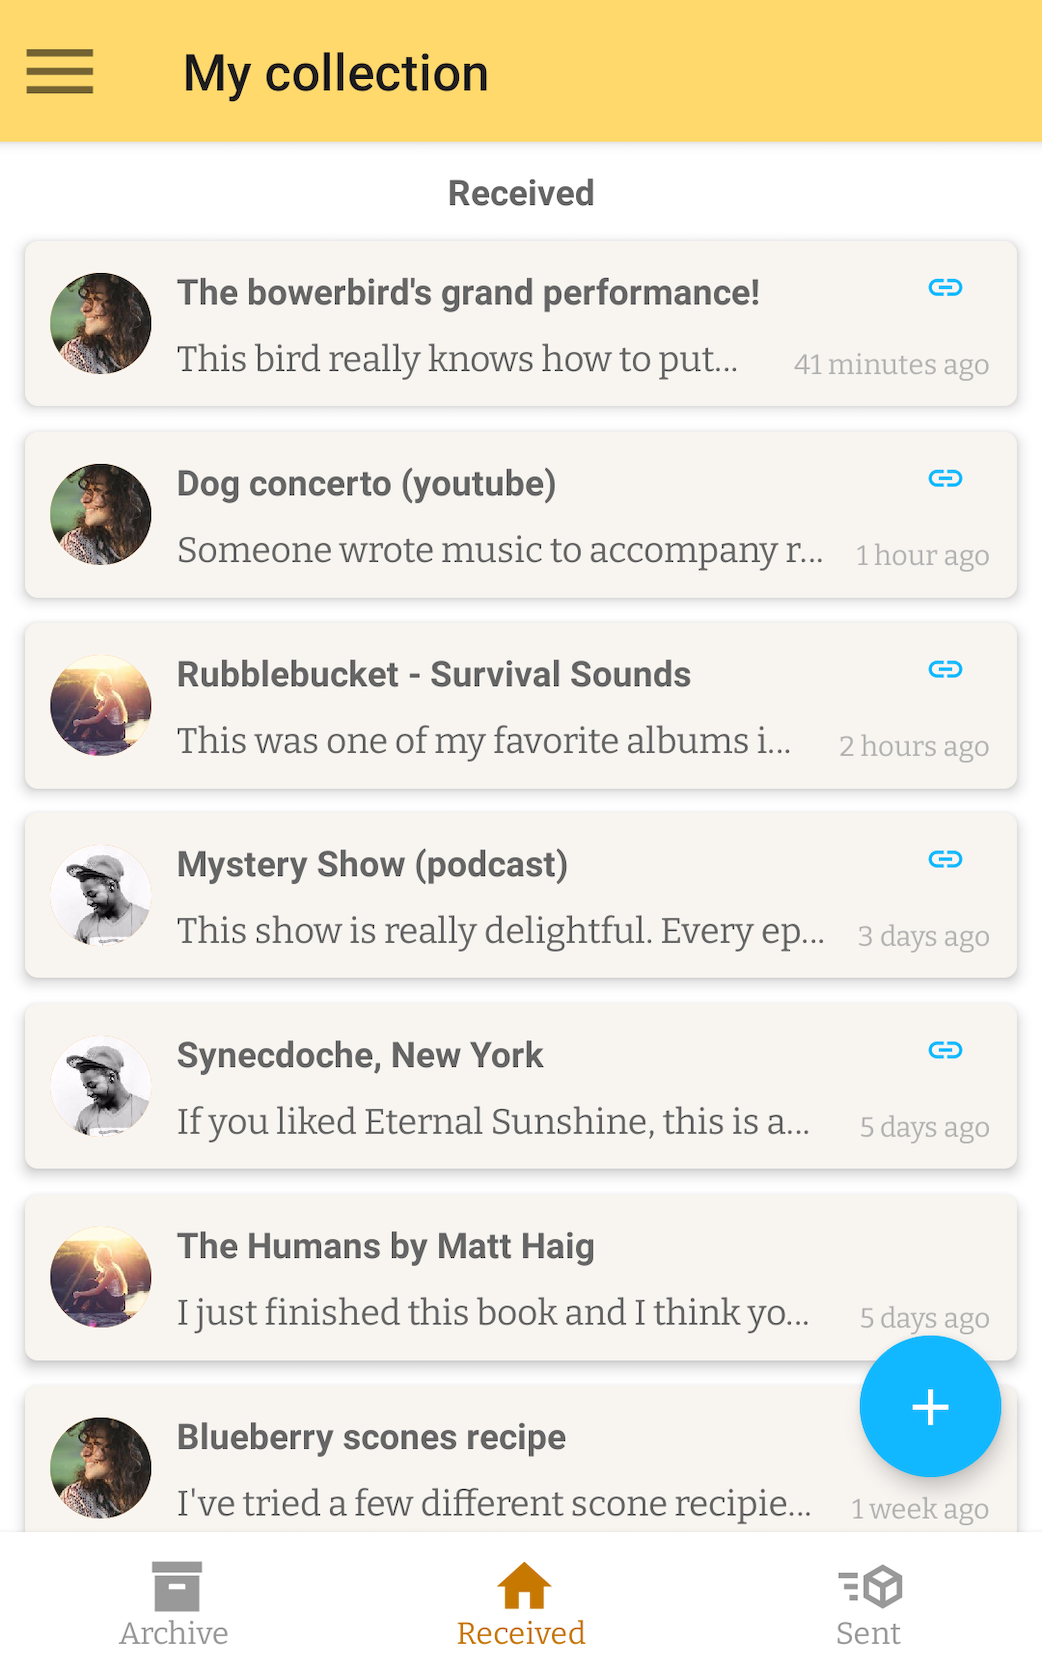 My collection
Received
The bowerbird's grand performance!
This bird really knows how to put...
41 minutes ago
Dog concerto (youtube)
Someone wrote music to accompany r...
1 hour ago
Rubblebucket - Survival Sounds
This was one of my favorite albums i...
2 hours ago
Mystery Show (podcast)
This show is really delightful. Every ep...
3 days ago
Synecdoche, New York
If you liked Eternal Sunshine, this is a...
5 days ago
The Humans by Matt Haig
I just finished this book and I think yo...
5 days ago
Blueberry scones recipe
I've tried a few different scone recipie...
1 week ago
Archive
Received
Sent